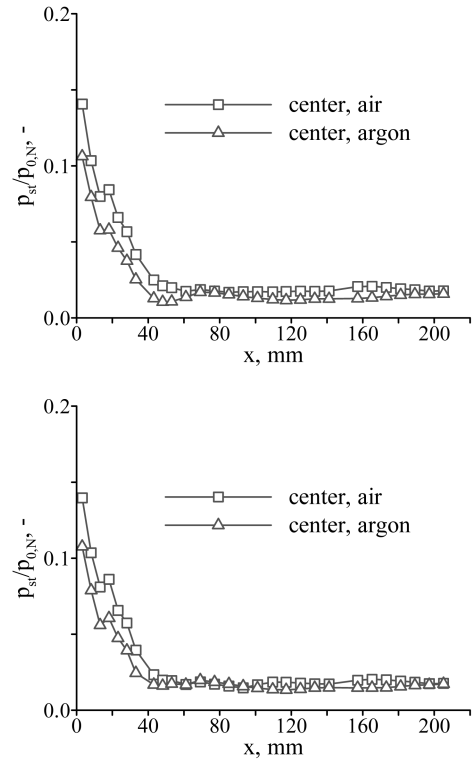 0.2
p_st/p_0,N, -
center, air
center, argon
0.1
0.0
0 40 80 120 160 200
x, mm
0.2
p_st/p_0,N, -
center, air
center, argon
0.1
0.0
0 40 80 120 160 200
x, mm